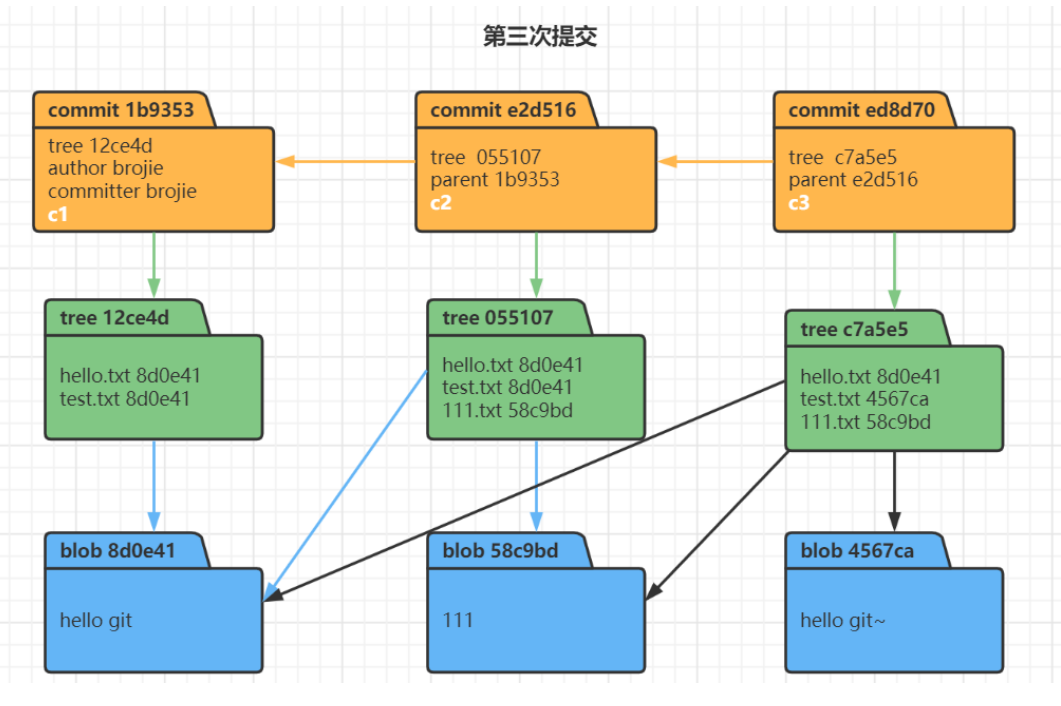 第三次提交
commit 1b9353
tree 12ce4d
author brojie
committer brojie
c1
commit e2d516
tree 055107
parent 1b9353
c2
commit ed8d70
tree c7a5e5
parent e2d516
c3
tree 12ce4d
hello.txt 8d0e41
test.txt 8d0e41
tree 055107
hello.txt 8d0e41
test.txt 8d0e41
111.txt 58c9bd
tree c7a5e5
hello.txt 8d0e41
test.txt 4567ca
111.txt 58c9bd
blob 8d0e41
hello git
blob 58c9bd
111
blob 4567ca
hello git~